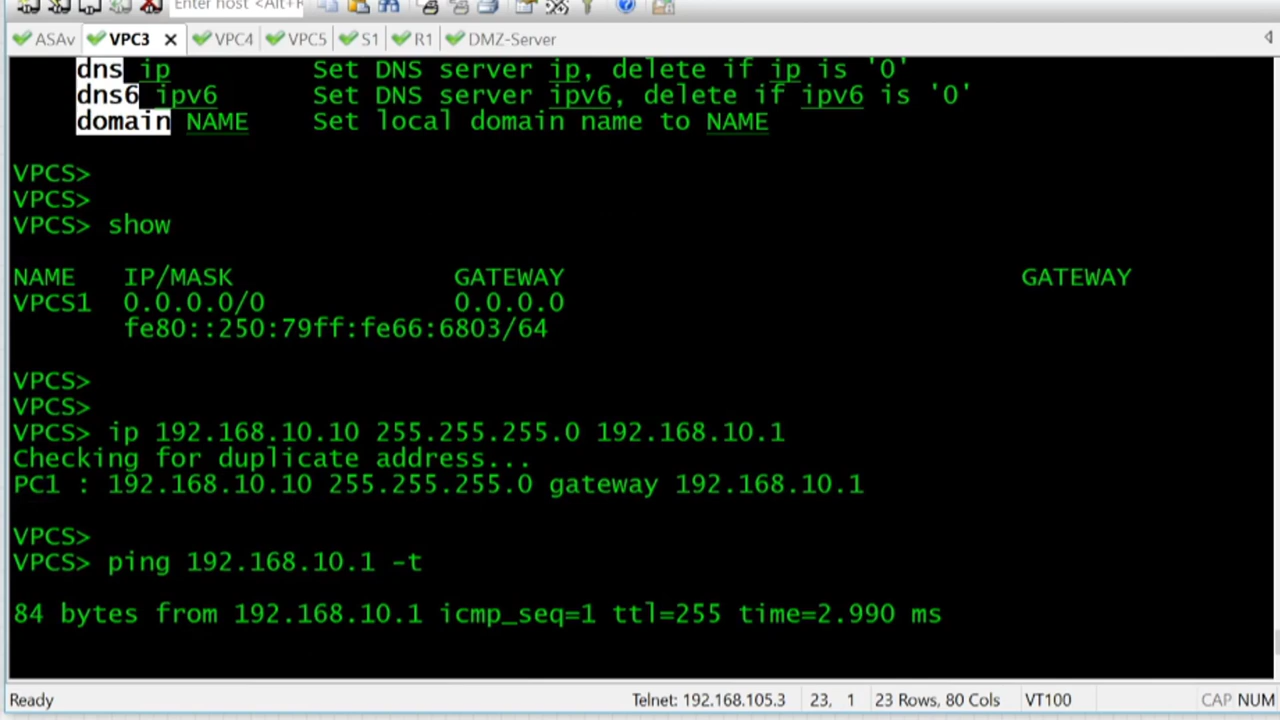 Enter host <Alt+R
ASAv VPC3 VPC4 VPC5 S1 R1 DMZ-Server
dns ip Set DNS server ip, delete if ip is '0'
dns6 ipv6 Set DNS server ipv6, delete if ipv6 is '0'
domain NAME Set local domain name to NAME
VPCS>
VPCS>
VPCS> show
NAME IP/MASK GATEWAY GATEWAY
VPCS1 0.0.0.0/0 0.0.0.0
fe80::250:79ff:fe66:6803/64
VPCS>
VPCS>
VPCS> ip 192.168.10.10 255.255.255.0 192.168.10.1
Checking for duplicate address...
PC1 : 192.168.10.10 255.255.255.0 gateway 192.168.10.1
VPCS>
VPCS> ping 192.168.10.1 -t
84 bytes from 192.168.10.1 icmp_seq=1 ttl=255 time=2.990 ms
Ready Telnet: 192.168.105.3 23, 1 23 Rows, 80 Cols VT100 CAP NUM